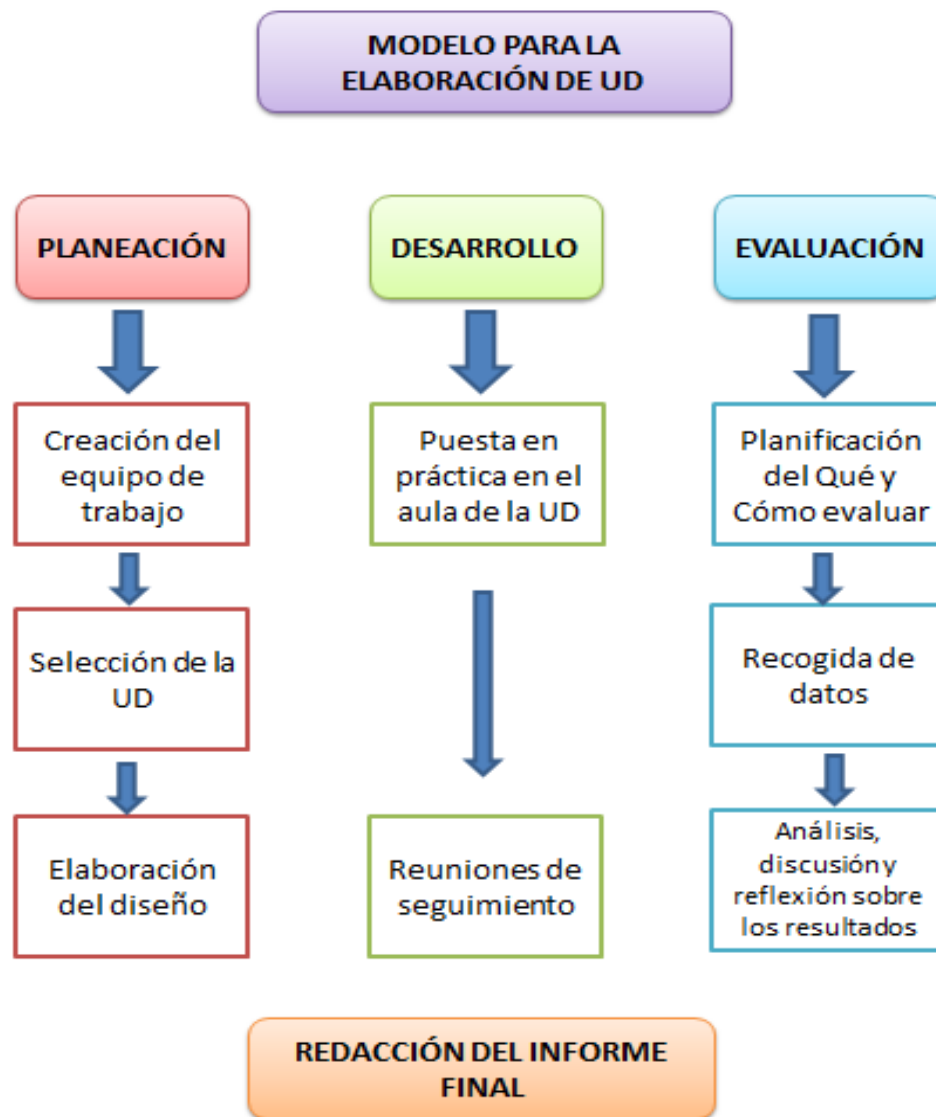 MODELO PARA LA
ELABORACIÓN DE UD
PLANEACIÓN
Creación del
equipo de
trabajo
Selección de la
UD
Elaboración
del diseño
DESARROLLO
Puesta en
práctica en el
aula de la UD
Reuniones de
seguimiento
EVALUACIÓN
Planificación
del Qué y
Cómo evaluar
Recogida de
datos
Análisis,
discusión y
reflexión sobre
los resultados
REDACCIÓN DEL INFORME
FINAL